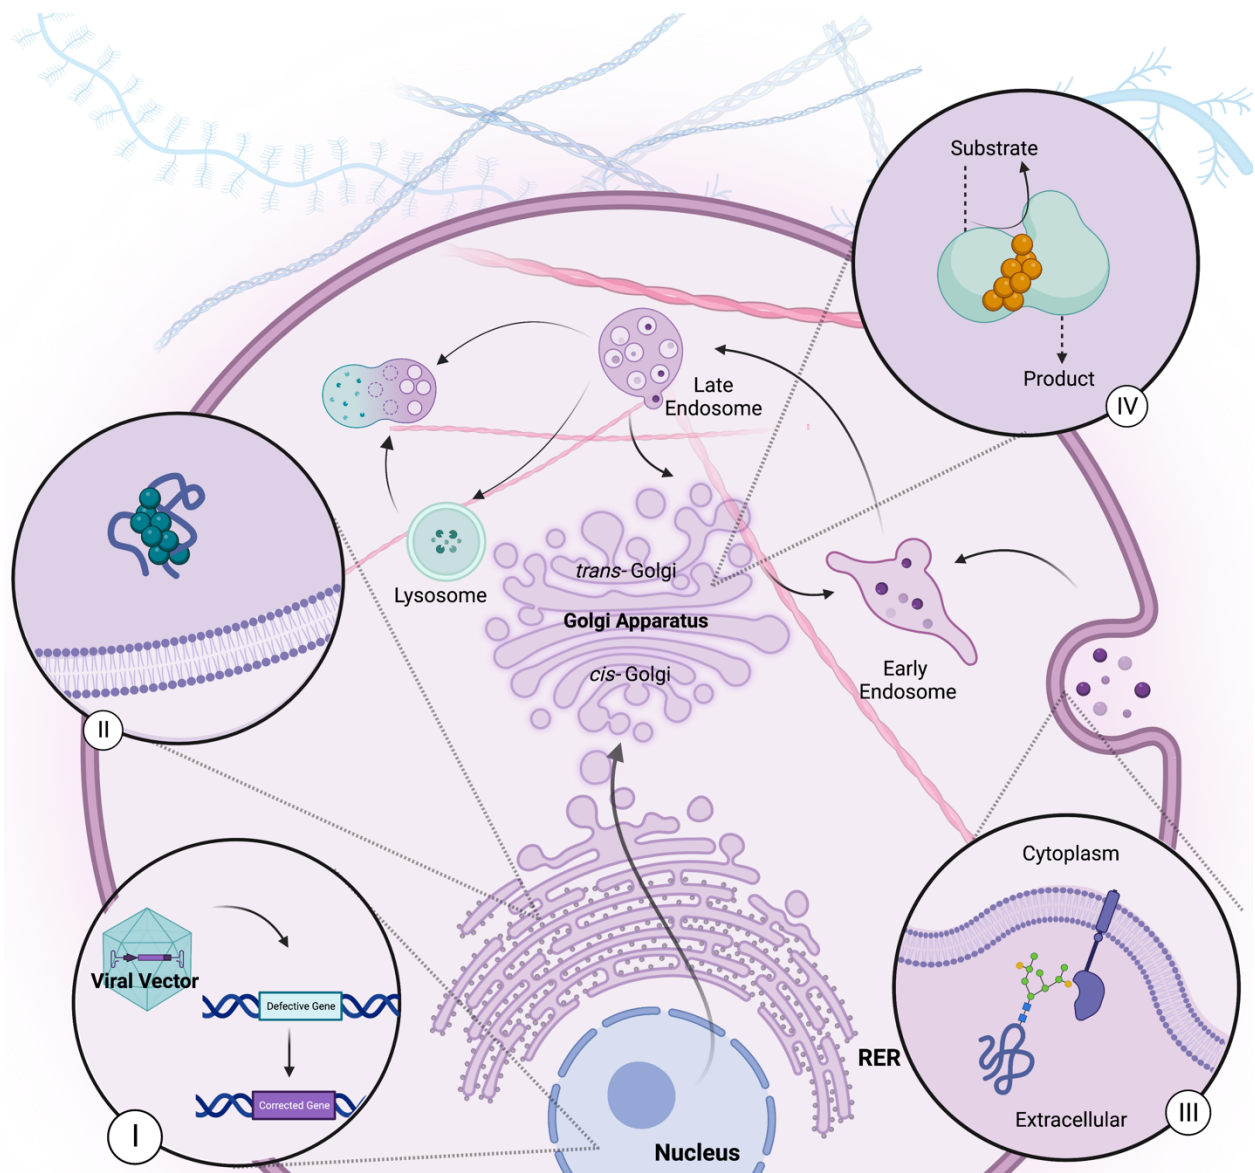 Substrate
Product
IV
Late
Endosome
II
Lysosome
trans- Golgi
Golgi Apparatus
cis- Golgi
Early
Endosome
Cytoplasm
Extracellular
III
Viral Vector
Defective Gene
Corrected Gene
I
RER
Nucleus